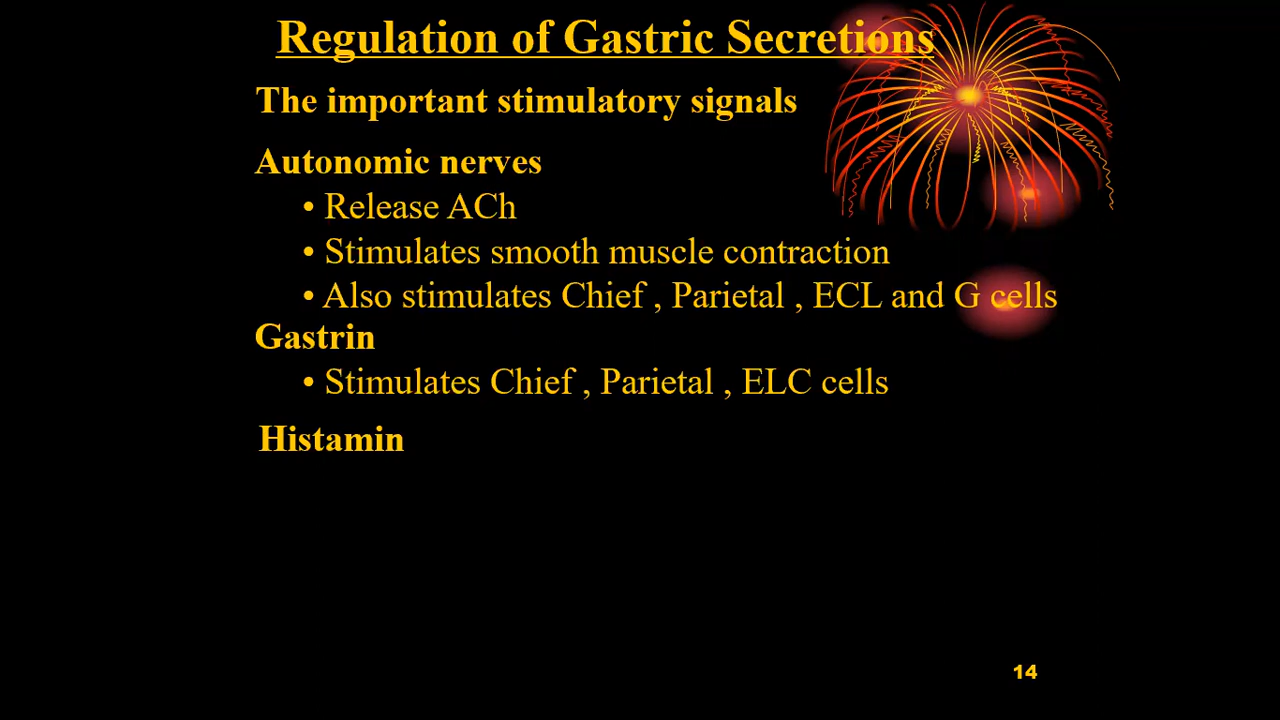 Regulation of Gastric Secretions
The important stimulatory signals
Autonomic nerves
• Release ACh
• Stimulates smooth muscle contraction
• Also stimulates Chief , Parietal , ECL and G cells
Gastrin
• Stimulates Chief , Parietal , ELC cells
Histamin
14